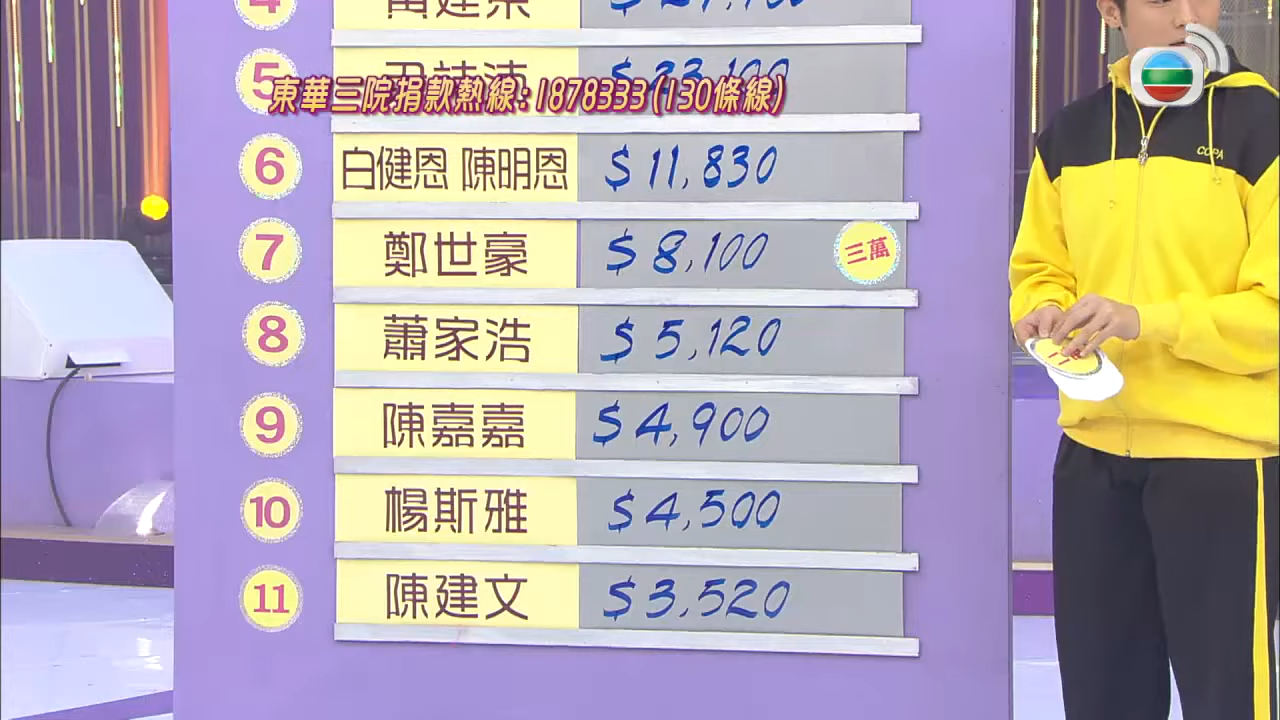 4
5
$23,100
東華三院捐款熱線:1878333(130條線)
6 白健恩 陳明恩 $11,830
7 鄭世豪 $8,100 三萬
8 蕭家浩 $5,120
9 陳嘉嘉 $4,900
10 楊斯雅 $4,500
11 陳建文 $3,520
COPA